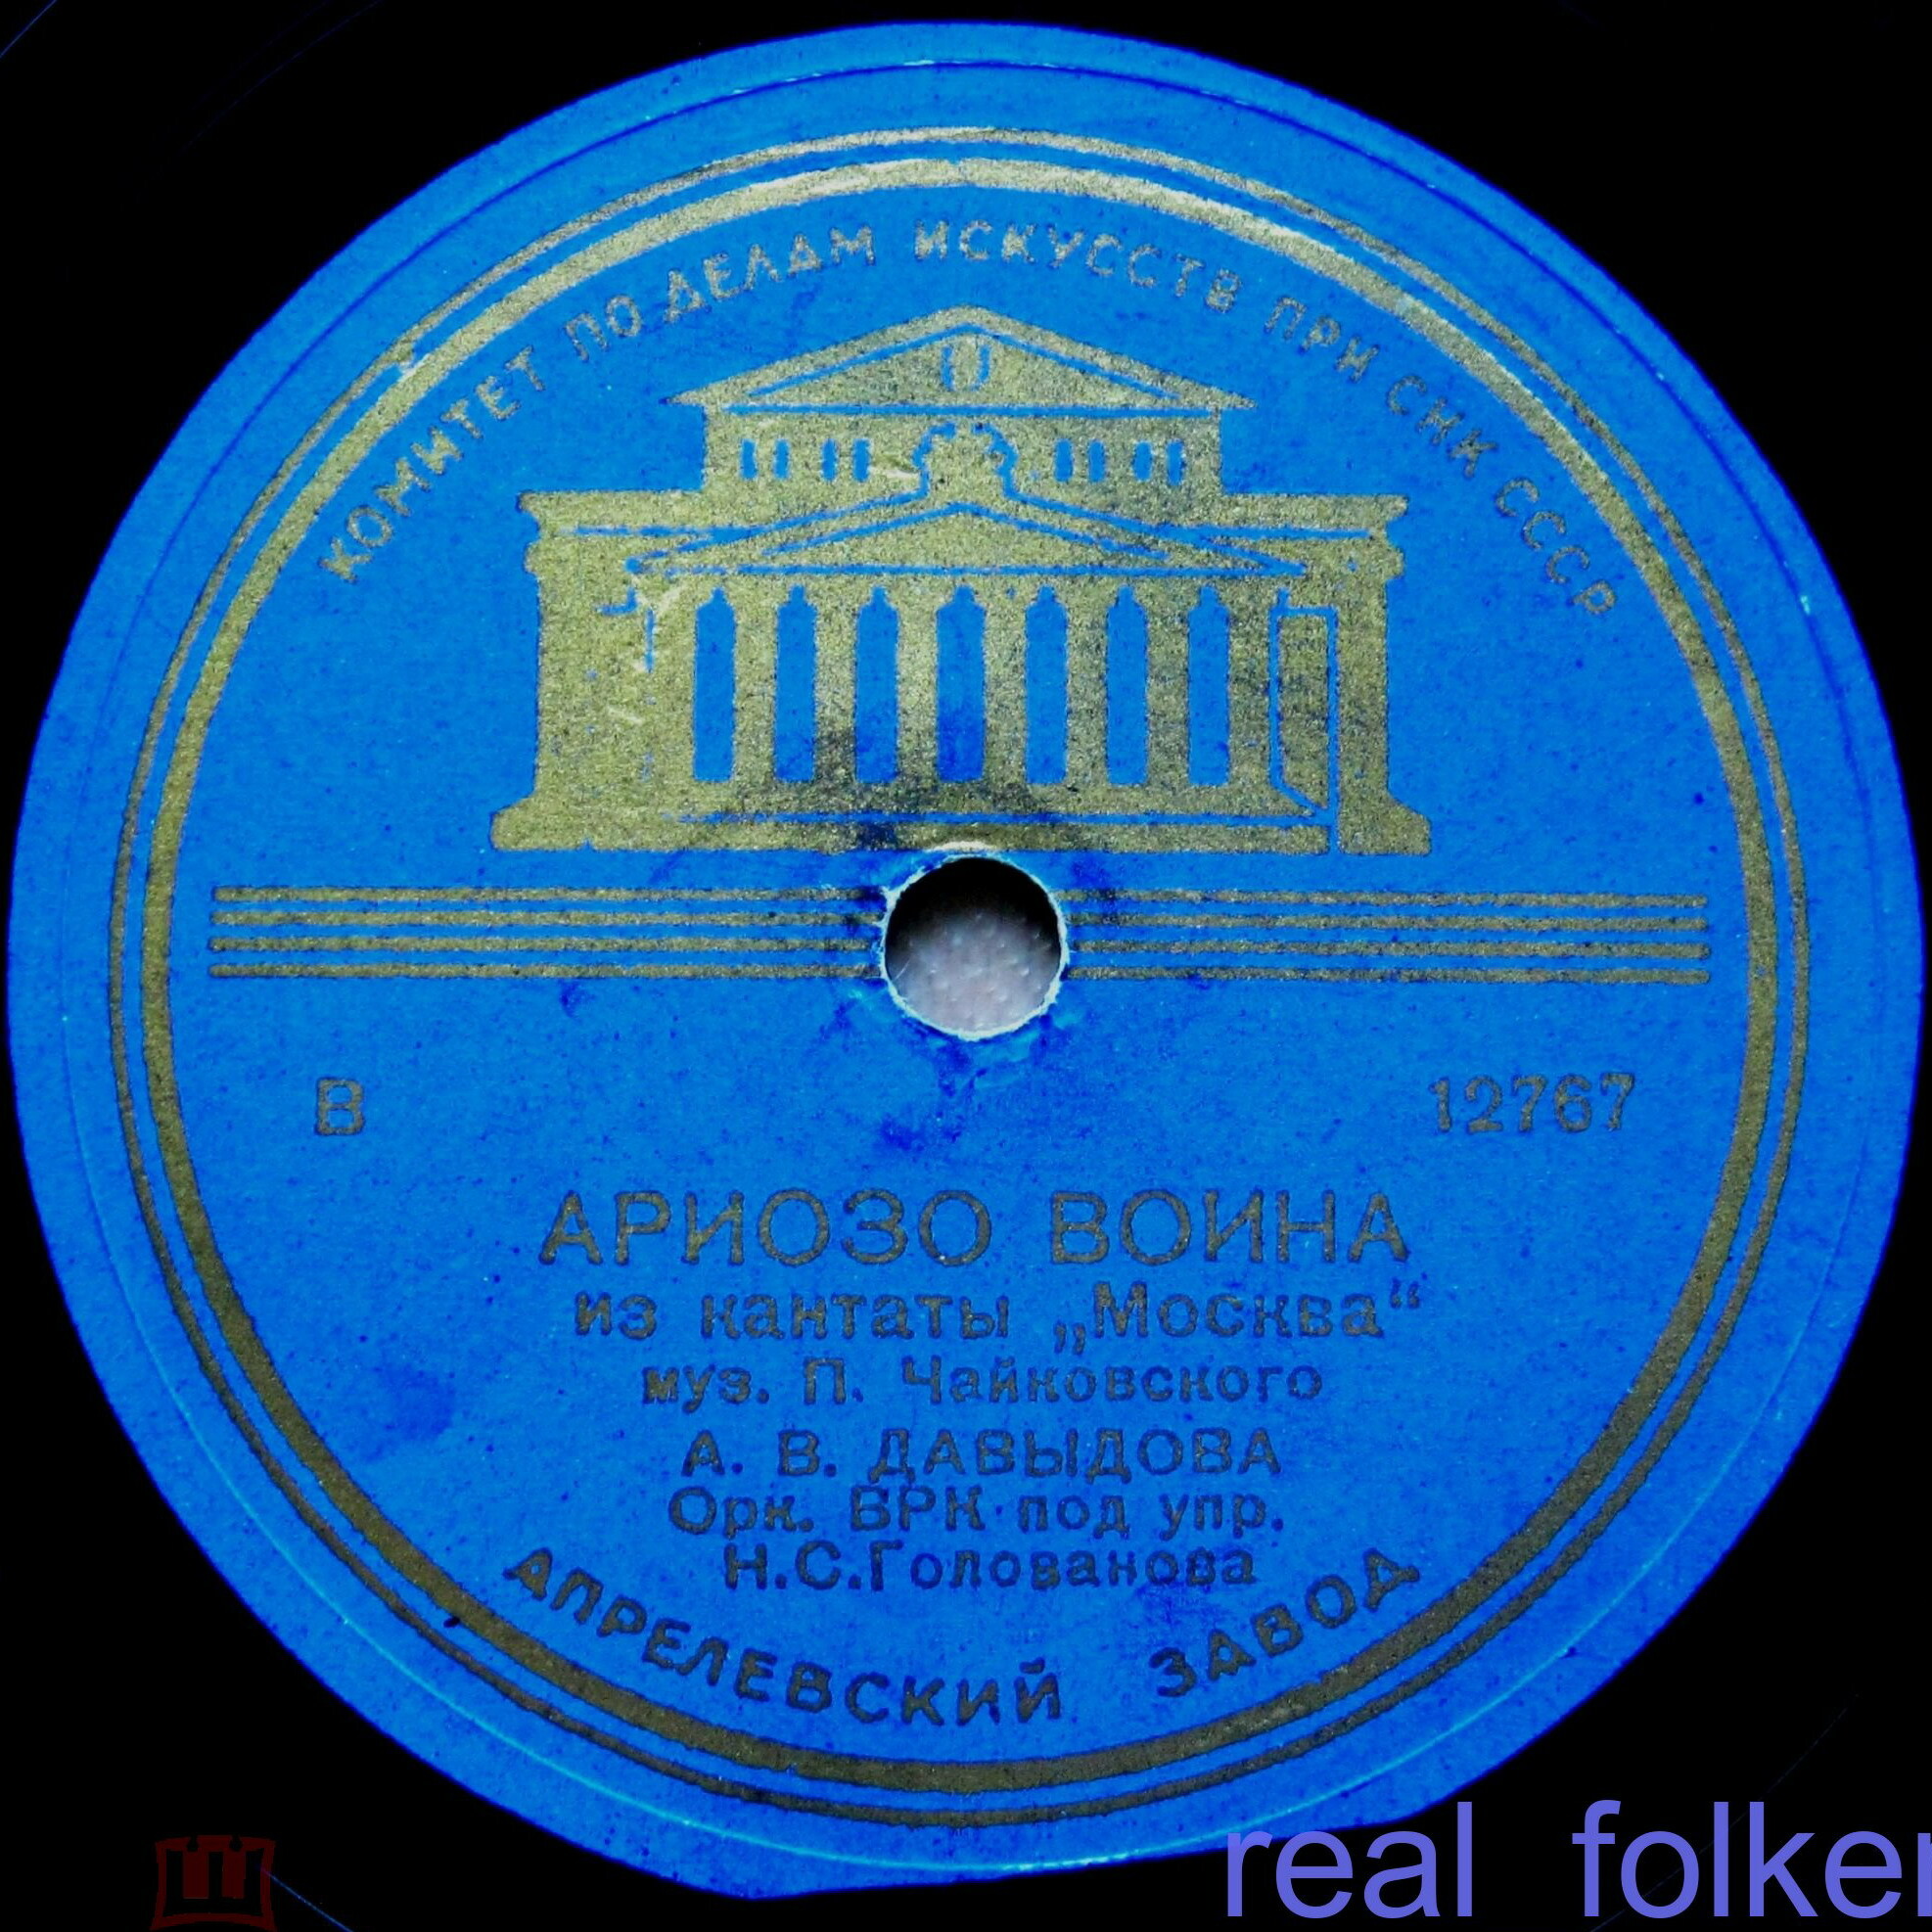 КОМИТЕТ ПО ДЕЛАМ ИСКУССТВ ПРИ СНК СССР
В 12767
АРИОЗО ВОИНА
из кантаты „Москва“
муз. П. Чайковского
А. В. ДАВЫДОВА
Орк. ВРК под упр.
Н.С.Голованова
АПРЕЛЕВСКИЙ ЗАВОД
real folker